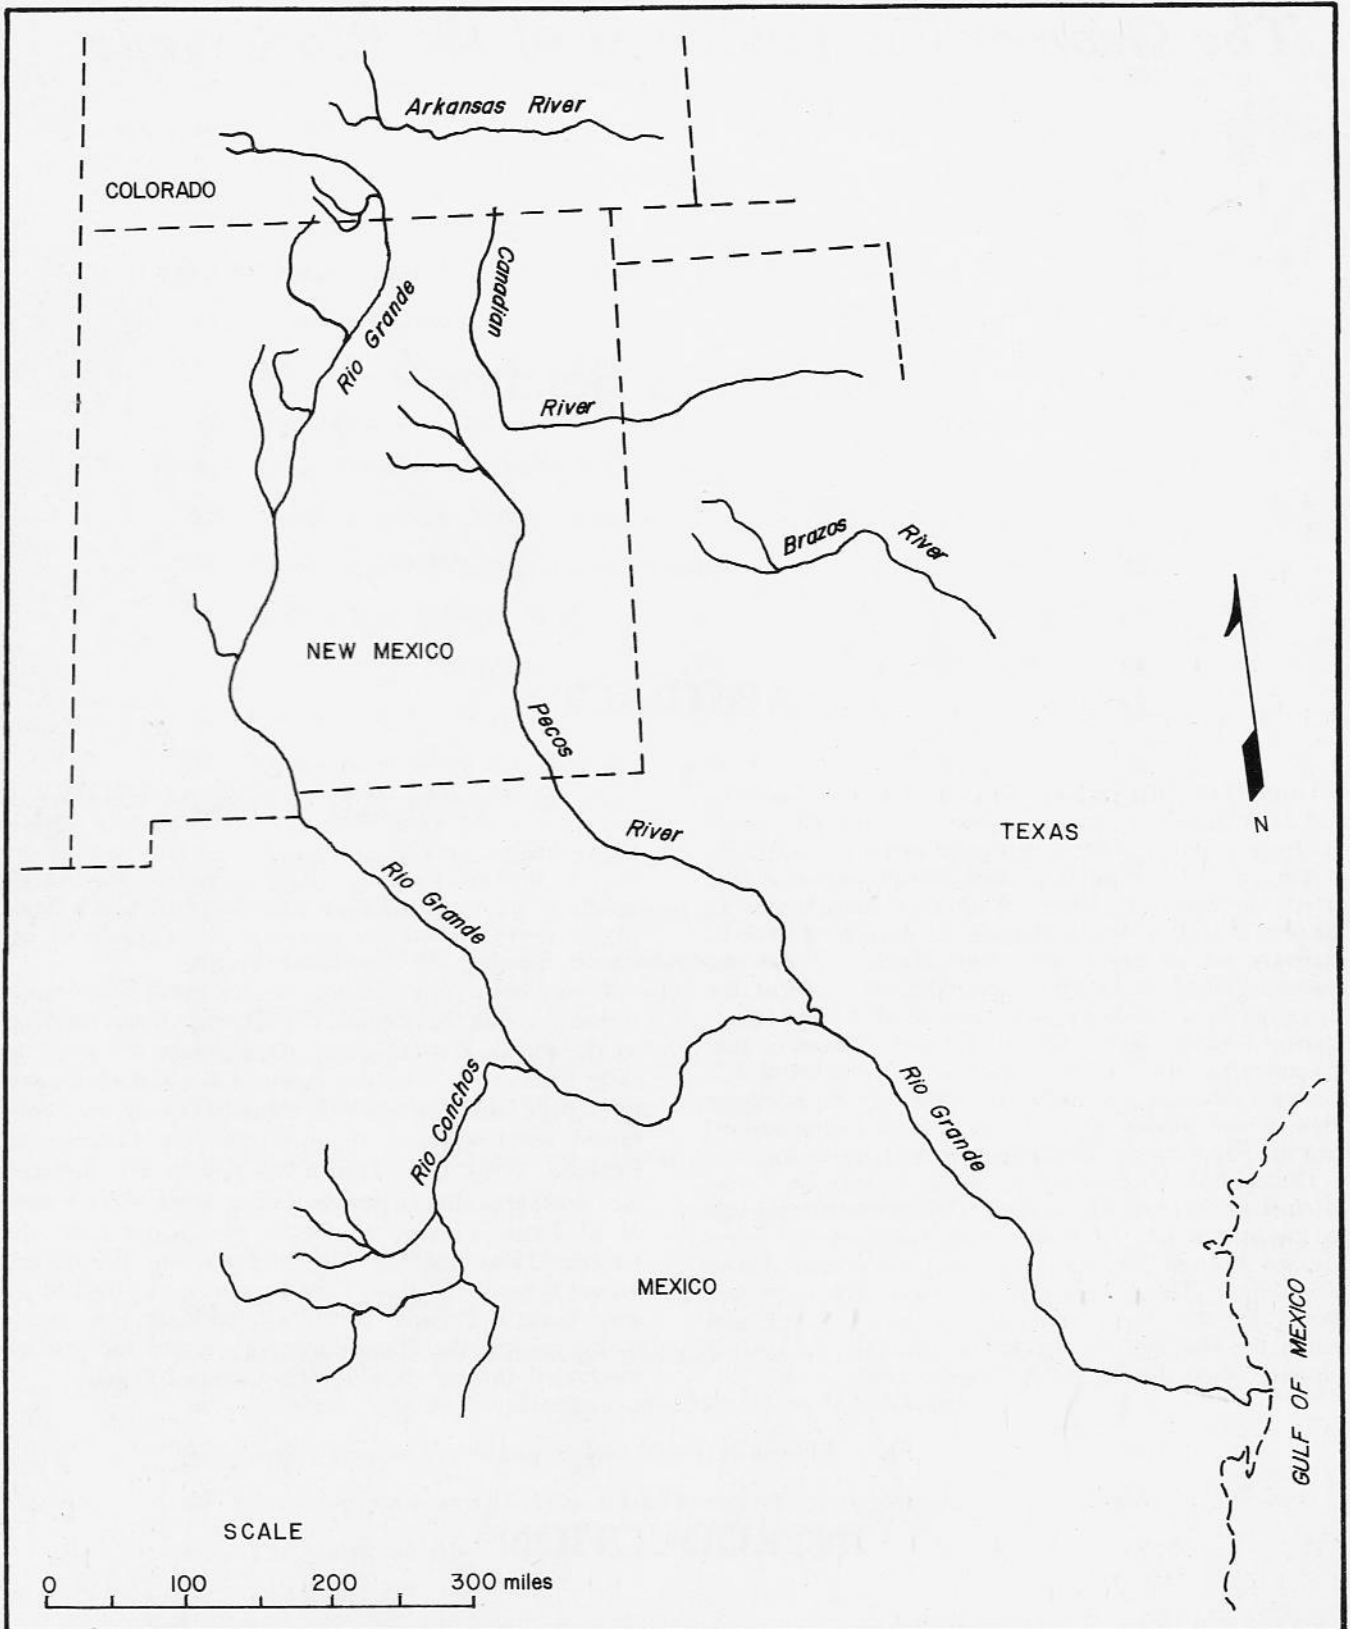 Arkansas River
COLORADO
Canadian
Rio Grande
River
Brazos River
NEW MEXICO
Pecos
River
TEXAS
N
Rio Grande
Rio Conchos
Rio Grande
MEXICO
GULF OF MEXICO
SCALE
0 100 200 300 miles